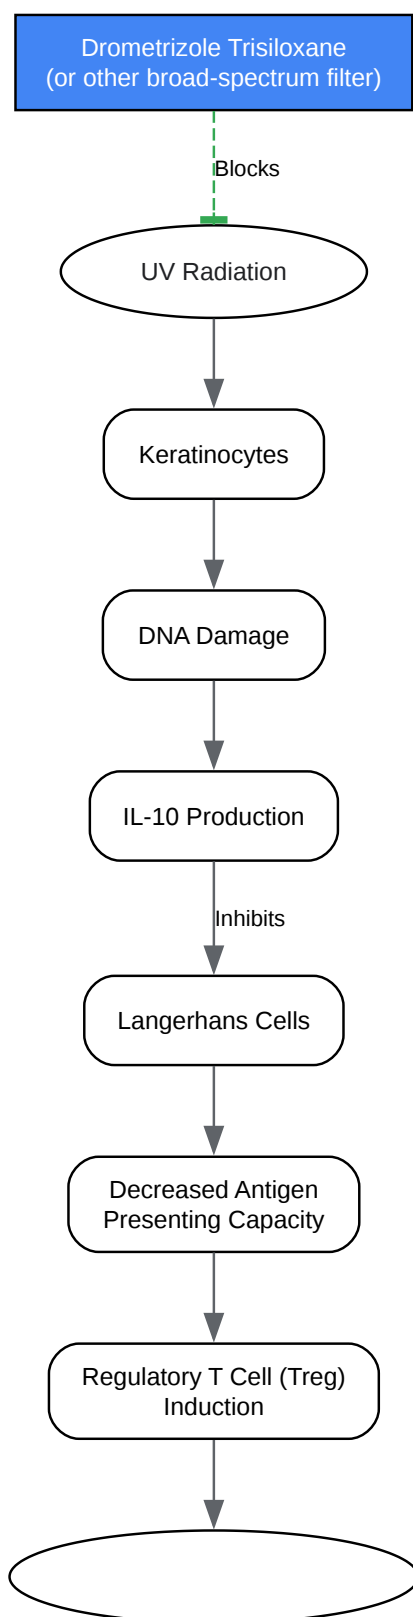 Drometrizole Trisiloxane
(or other broad-spectrum filter)
Blocks
UV Radiation
Keratinocytes
DNA Damage
IL-10 Production
Inhibits
Langerhans Cells
Decreased Antigen
Presenting Capacity
Regulatory T Cell (Treg)
Induction